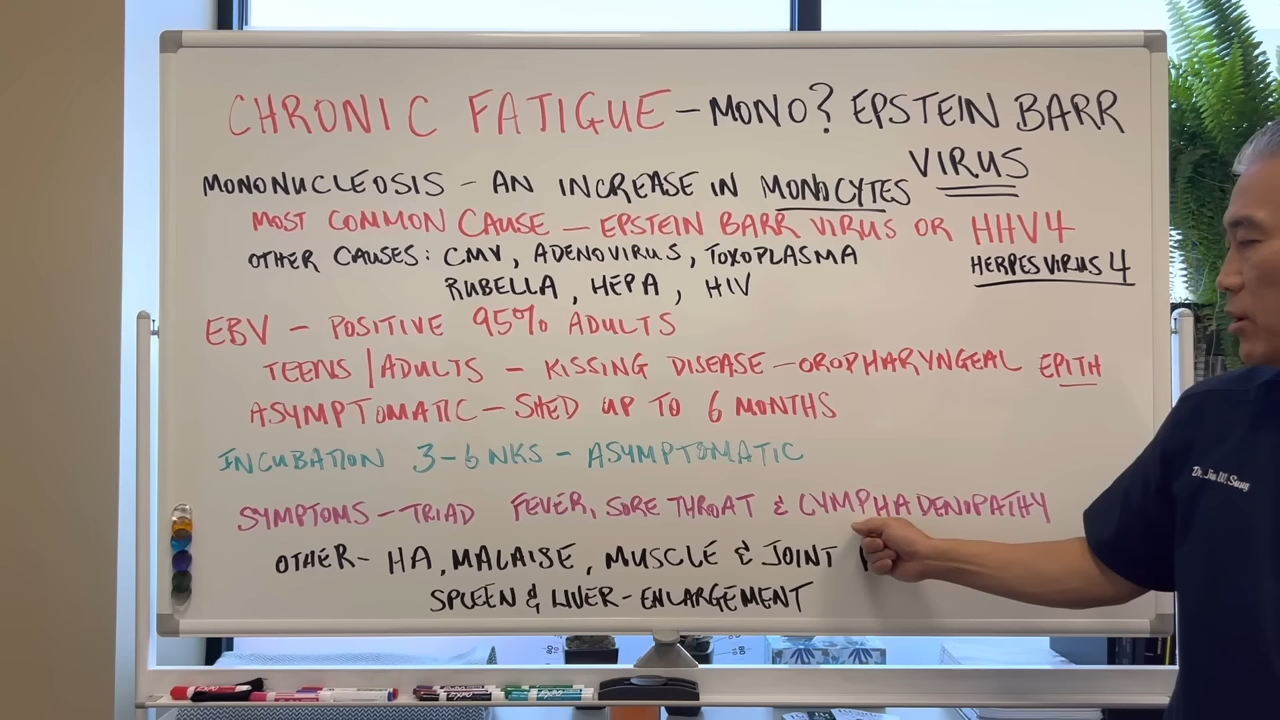 CHRONIC FATIGUE - MONO? EPSTEIN BARR
VIRUS
MONONUCLEOSIS - AN INCREASE IN MONOCYTES
MOST COMMON CAUSE - EPSTEIN BARR VIRUS OR HHV4
HERPES VIRUS 4
OTHER CAUSES: CMV, ADENOVIRUS, TOXOPLASMA
RUBELLA, HEPA, HIV
EBV - POSITIVE 95% ADULTS
TEENS/ADULTS - KISSING DISEASE - OROPHARYNGEAL EPITH
ASYMPTOMATIC - SHED UP TO 6 MONTHS
INCUBATION 3-6 WKS - ASYMPTOMATIC
SYMPTOMS - TRIAD FEVER, SORE THROAT & LYMPHADENOPATHY
OTHER - HA, MALAISE, MUSCLE & JOINT
SPLEEN & LIVER - ENLARGEMENT